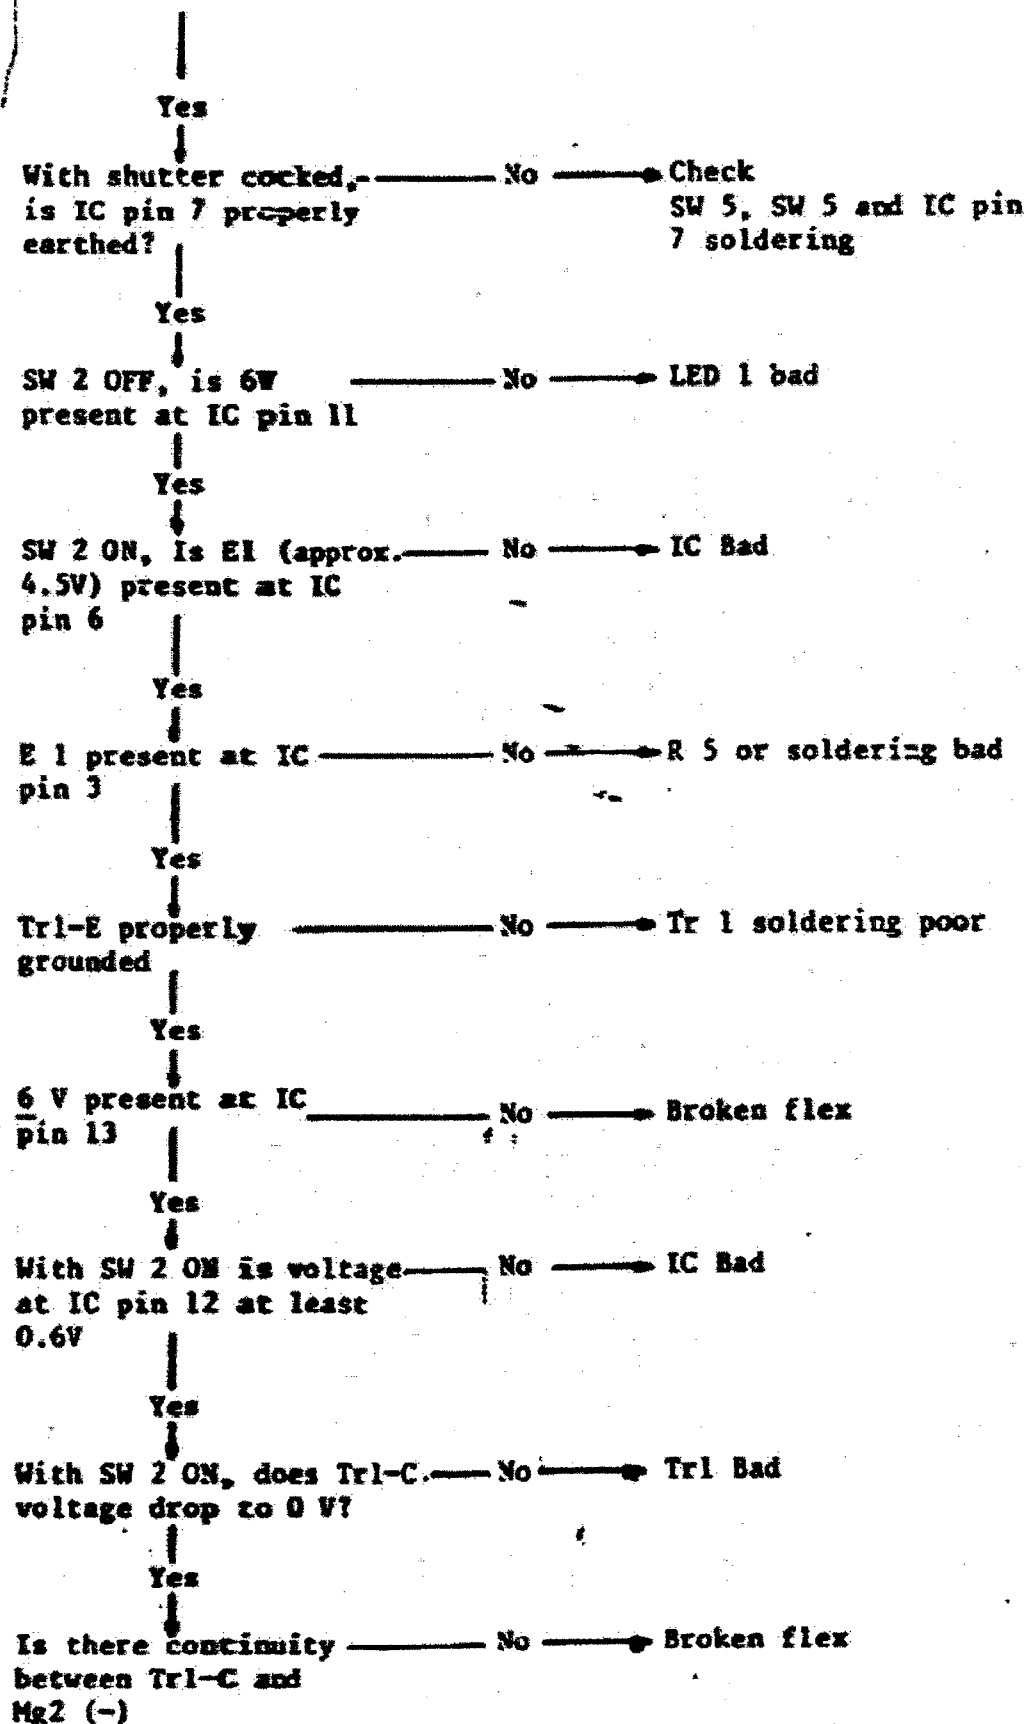 Yes
With shutter cocked, No Check
is IC pin 7 properly SW 5, SW 5 and IC pin
earthed? 7 soldering
Yes
SW 2 OFF, is 6V No LED 1 bad
present at IC pin 11
Yes
SW 2 ON, Is E1 (approx. No IC Bad
4.5V) present at IC
pin 6
Yes
E 1 present at IC No R 5 or soldering bad
pin 3
Yes
Tr1-E properly No Tr 1 soldering poor
grounded
Yes
6 V present at IC No Broken flex
pin 13
Yes
With SW 2 ON is voltage No IC Bad
at IC pin 12 at least
0.6V
Yes
With SW 2 ON, does Tr1-C No Tr1 Bad
voltage drop to 0 V?
Yes
Is there continuity No Broken flex
between Tr1-C and
Mg2 (-)